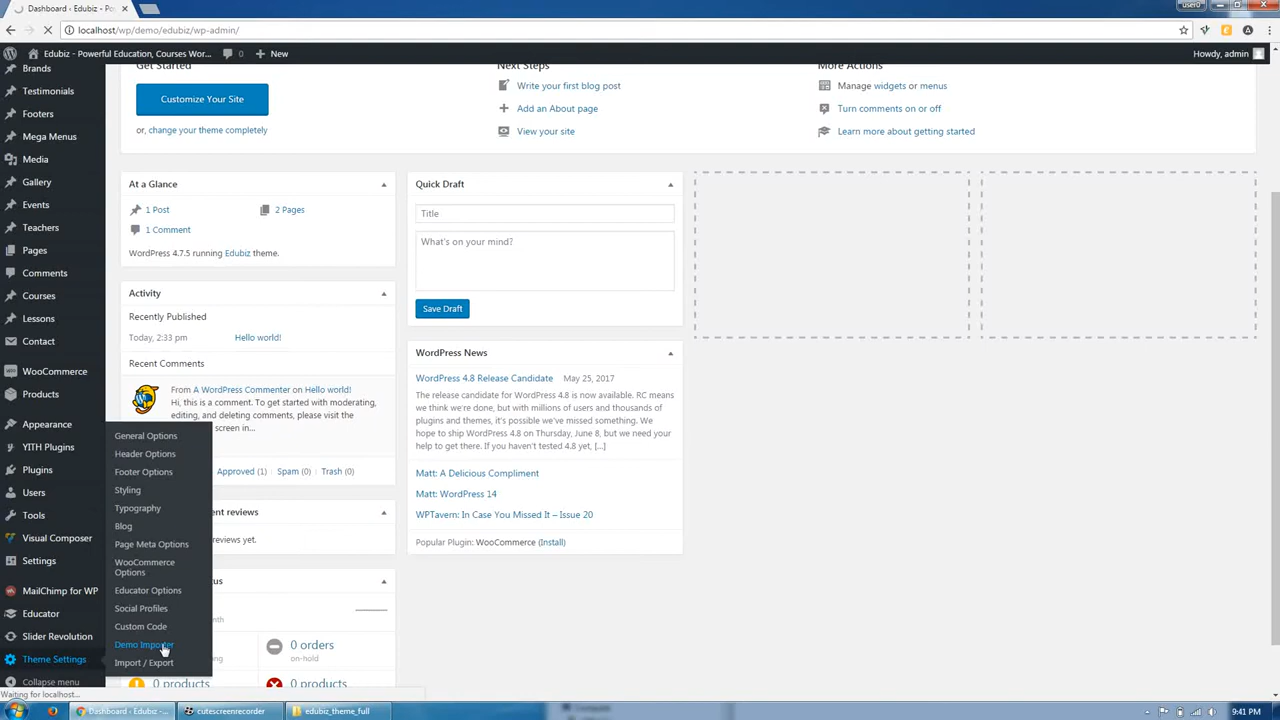 Dashboard ‹ Edubiz - Po
user0
localhost/wp/demo/edubiz/wp-admin/
Edubiz - Powerful Education, Courses Wor...
0
New
Howdy, admin
Brands
Testimonials
Footers
Mega Menus
Media
Gallery
Events
Teachers
Pages
Comments
Courses
Lessons
Contact
WooCommerce
Products
Appearance
YITH Plugins
Plugins
Users
Tools
Visual Composer
Settings
MailChimp for WP
Educator
Slider Revolution
Theme Settings
Collapse menu
General Options
Header Options
Footer Options
Styling
Typography
Blog
Page Meta Options
WooCommerce
Options
Educator Options
Social Profiles
Custom Code
Demo Importer
Import / Export
Get Started
Customize Your Site
or, change your theme completely
Next Steps
Write your first blog post
Add an About page
View your site
More Actions
Manage widgets or menus
Turn comments on or off
Learn more about getting started
At a Glance
1 Post
2 Pages
1 Comment
WordPress 4.7.5 running Edubiz theme.
Activity
Recently Published
Today, 2:33 pm
Hello world!
Recent Comments
From A WordPress Commenter on Hello world!
Hi, this is a comment. To get started with moderating,
editing, and deleting comments, please visit the
screen in...
Approved (1) | Spam (0) | Trash (0)
ent reviews
reviews yet.
0 orders
on-hold
0 products
0 products
Quick Draft
Title
What's on your mind?
Save Draft
WordPress News
WordPress 4.8 Release Candidate May 25, 2017
The release candidate for WordPress 4.8 is now available. RC means
we think we're done, but with millions of users and thousands of
plugins and themes, it's possible we've missed something. We
hope to ship WordPress 4.8 on Thursday, June 8, but we need your
help to get there. If you haven't tested 4.8 yet, [...]
Matt: A Delicious Compliment
Matt: WordPress 14
WPTavern: In Case You Missed It – Issue 20
Popular Plugin: WooCommerce (Install)
Waiting for localhost...
Dashboard ‹ Edubiz -...
cutescreenrecorder
edubiz_theme_full
9:41 PM